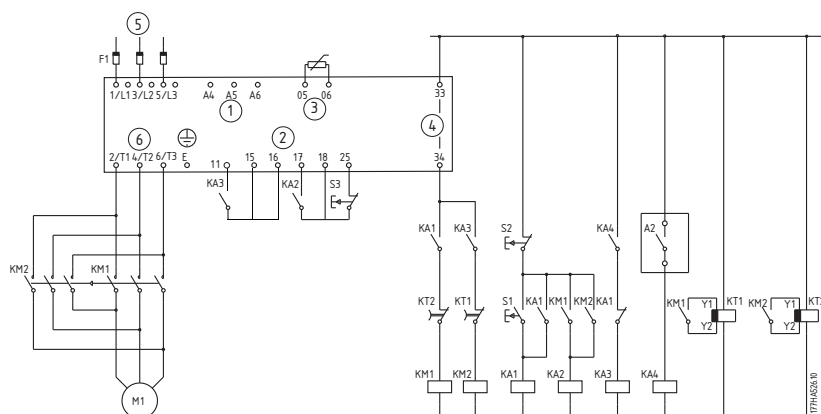 5
F1
1/L1 3/L2 5/L3 A4 A5 A6 05 06 33
1 3
4
6 2
2/T1 4/T2 6/T3 E 11 15 16 17 18 25 34
KA3 KA2 S3
KA1 KA3 S2 KA4 A2
KM2 KM1
KT2 KT1 S1 KA1 KM1 KM2 KA1 KM1 Y1 KT1 KM2 Y1
Y2 Y2
KM1 KM2 KA1 KA2 KA3 KA4
M1
177HA526.10